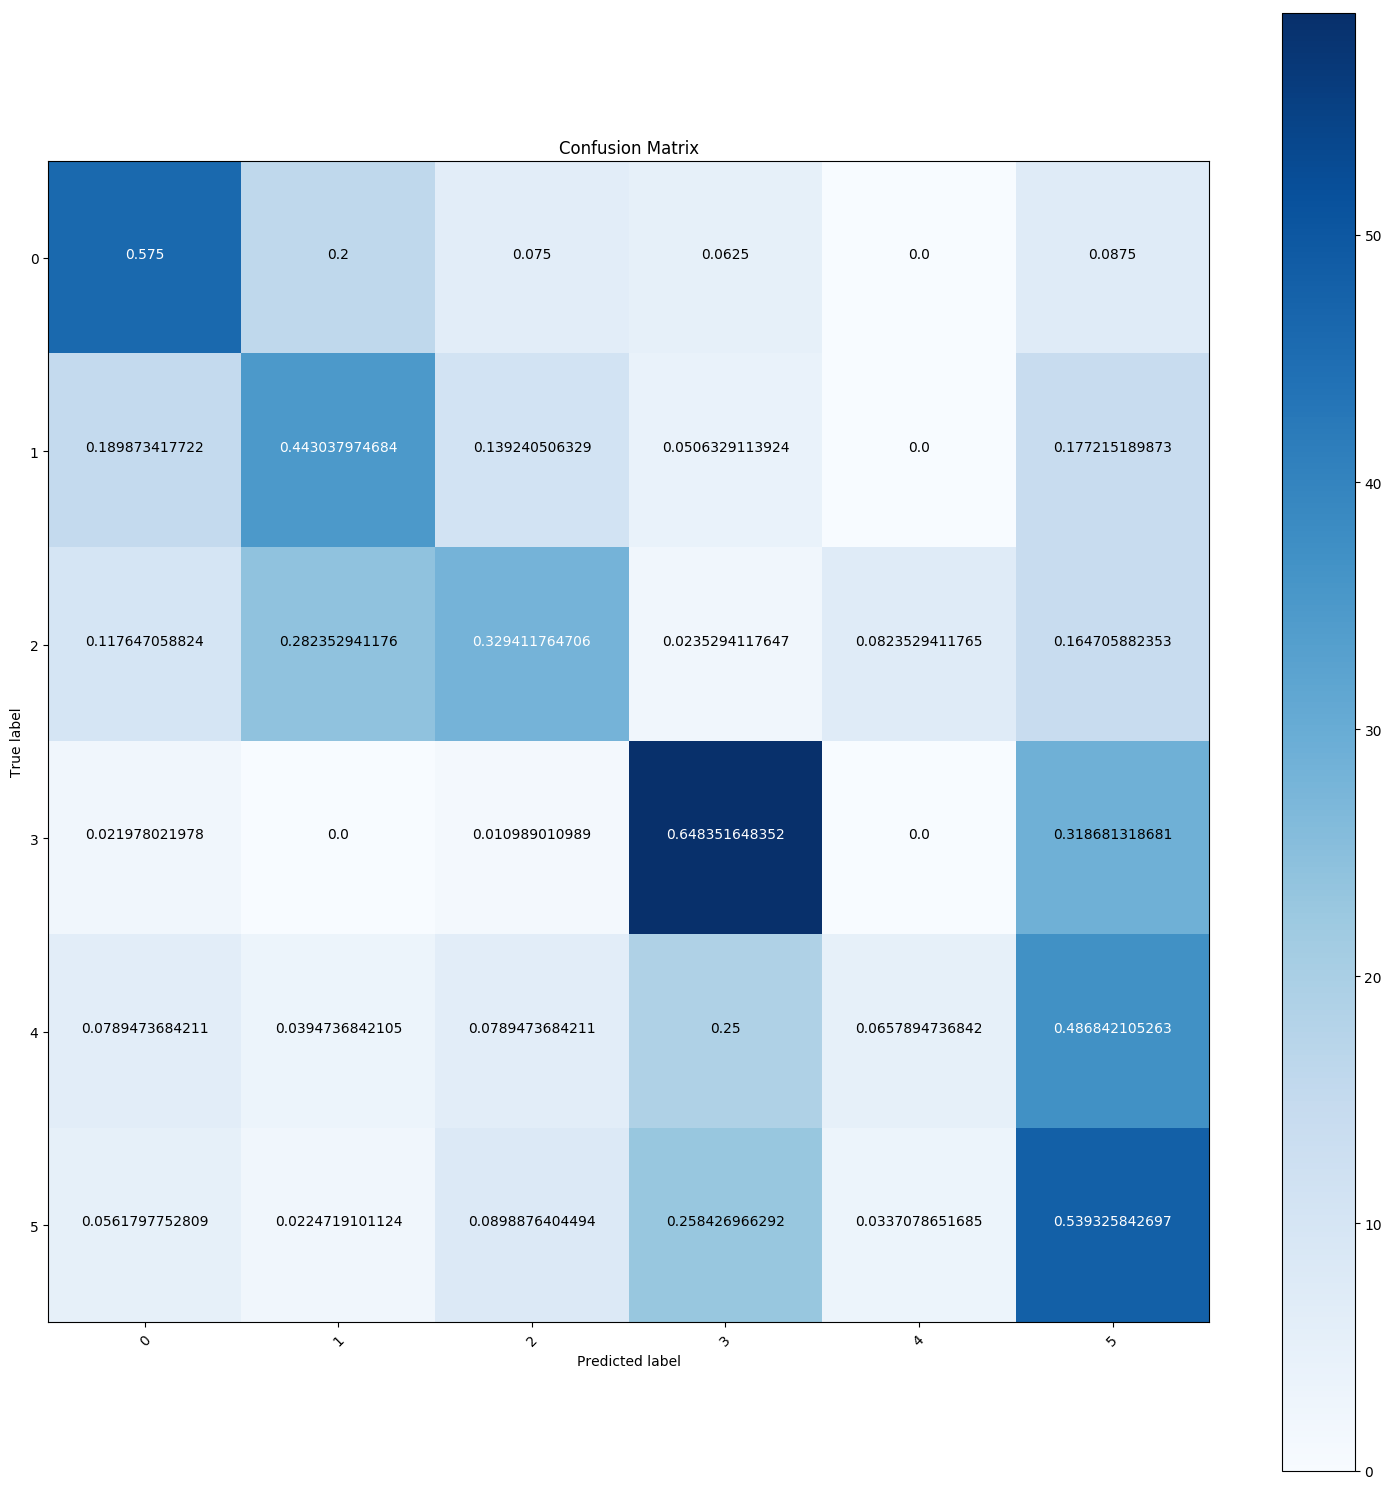 Confusion Matrix
0 0.575 0.2 0.075 0.0625 0.0 0.0875
1 0.189873417722 0.443037974684 0.139240506329 0.0506329113924 0.0 0.177215189873
2 0.117647058824 0.282352941176 0.329411764706 0.0235294117647 0.0823529411765 0.164705882353
3 0.021978021978 0.0 0.010989010989 0.648351648352 0.0 0.318681318681
4 0.0789473684211 0.0394736842105 0.0789473684211 0.25 0.0657894736842 0.486842105263
5 0.0561797752809 0.0224719101124 0.0898876404494 0.258426966292 0.0337078651685 0.539325842697
0 1 2 3 4 5
Predicted label
True label
50
40
30
20
10
0